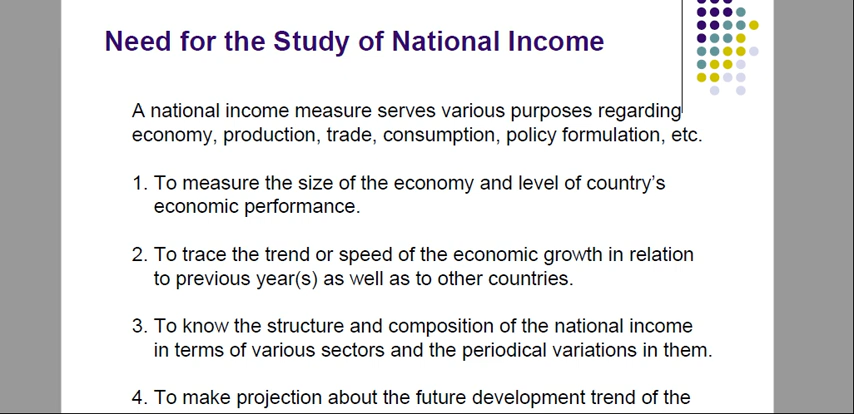 Need for the Study of National Income
A national income measure serves various purposes regarding
economy, production, trade, consumption, policy formulation, etc.
1. To measure the size of the economy and level of country’s
economic performance.
2. To trace the trend or speed of the economic growth in relation
to previous year(s) as well as to other countries.
3. To know the structure and composition of the national income
in terms of various sectors and the periodical variations in them.
4. To make projection about the future development trend of the